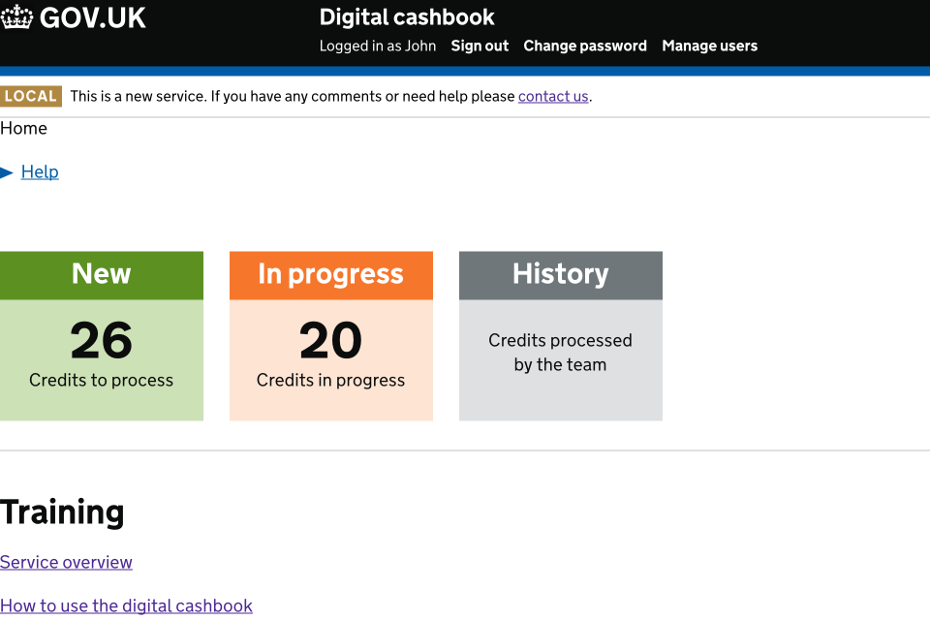 GOV.UK
Digital cashbook
Logged in as John Sign out Change password Manage users
LOCAL This is a new service. If you have any comments or need help please contact us.
Home
Help
New
26
Credits to process
In progress
20
Credits in progress
History
Credits processed
by the team
Training
Service overview
How to use the digital cashbook